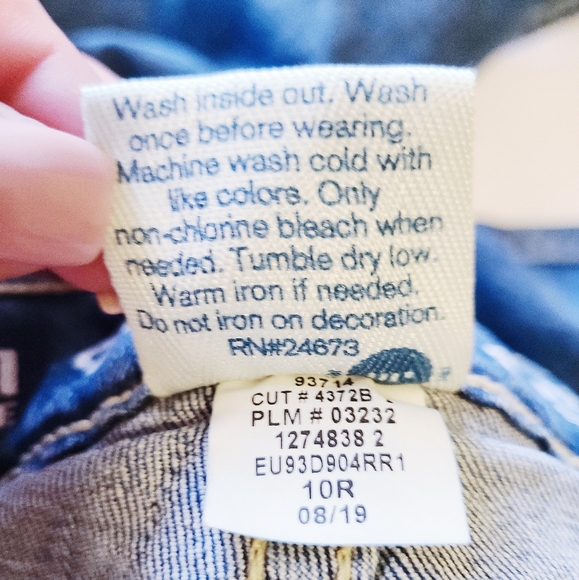 Wash inside out. Wash
once before wearing.
Machine wash cold with
like colors. Only
non-chlorine bleach when
needed. Tumble dry low.
Warm iron if needed.
Do not iron on decoration.
RN#24673
93714
CUT # 4372B
PLM # 03232
1274838 2
EU93D904RR1
10R
08/19